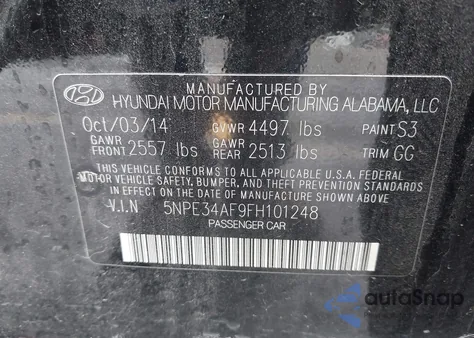 MANUFACTURED BY
HYUNDAI MOTOR MANUFACTURING ALABAMA, LLC
Oct/03/14 GVWR 4497 lbs PAINT S3
GAWR FRONT 2557 lbs GAWR REAR 2513 lbs TRIM GG
THIS VEHICLE CONFORMS TO ALL APPLICABLE U.S.A. FEDERAL
MOTOR VEHICLE SAFETY, BUMPER, AND THEFT PREVENTION STANDARDS
IN EFFECT ON THE DATE OF MANUFACTURE SHOWN ABOVE.
V.I.N 5NPE34AF9FH101248
PASSENGER CAR
autaSnap